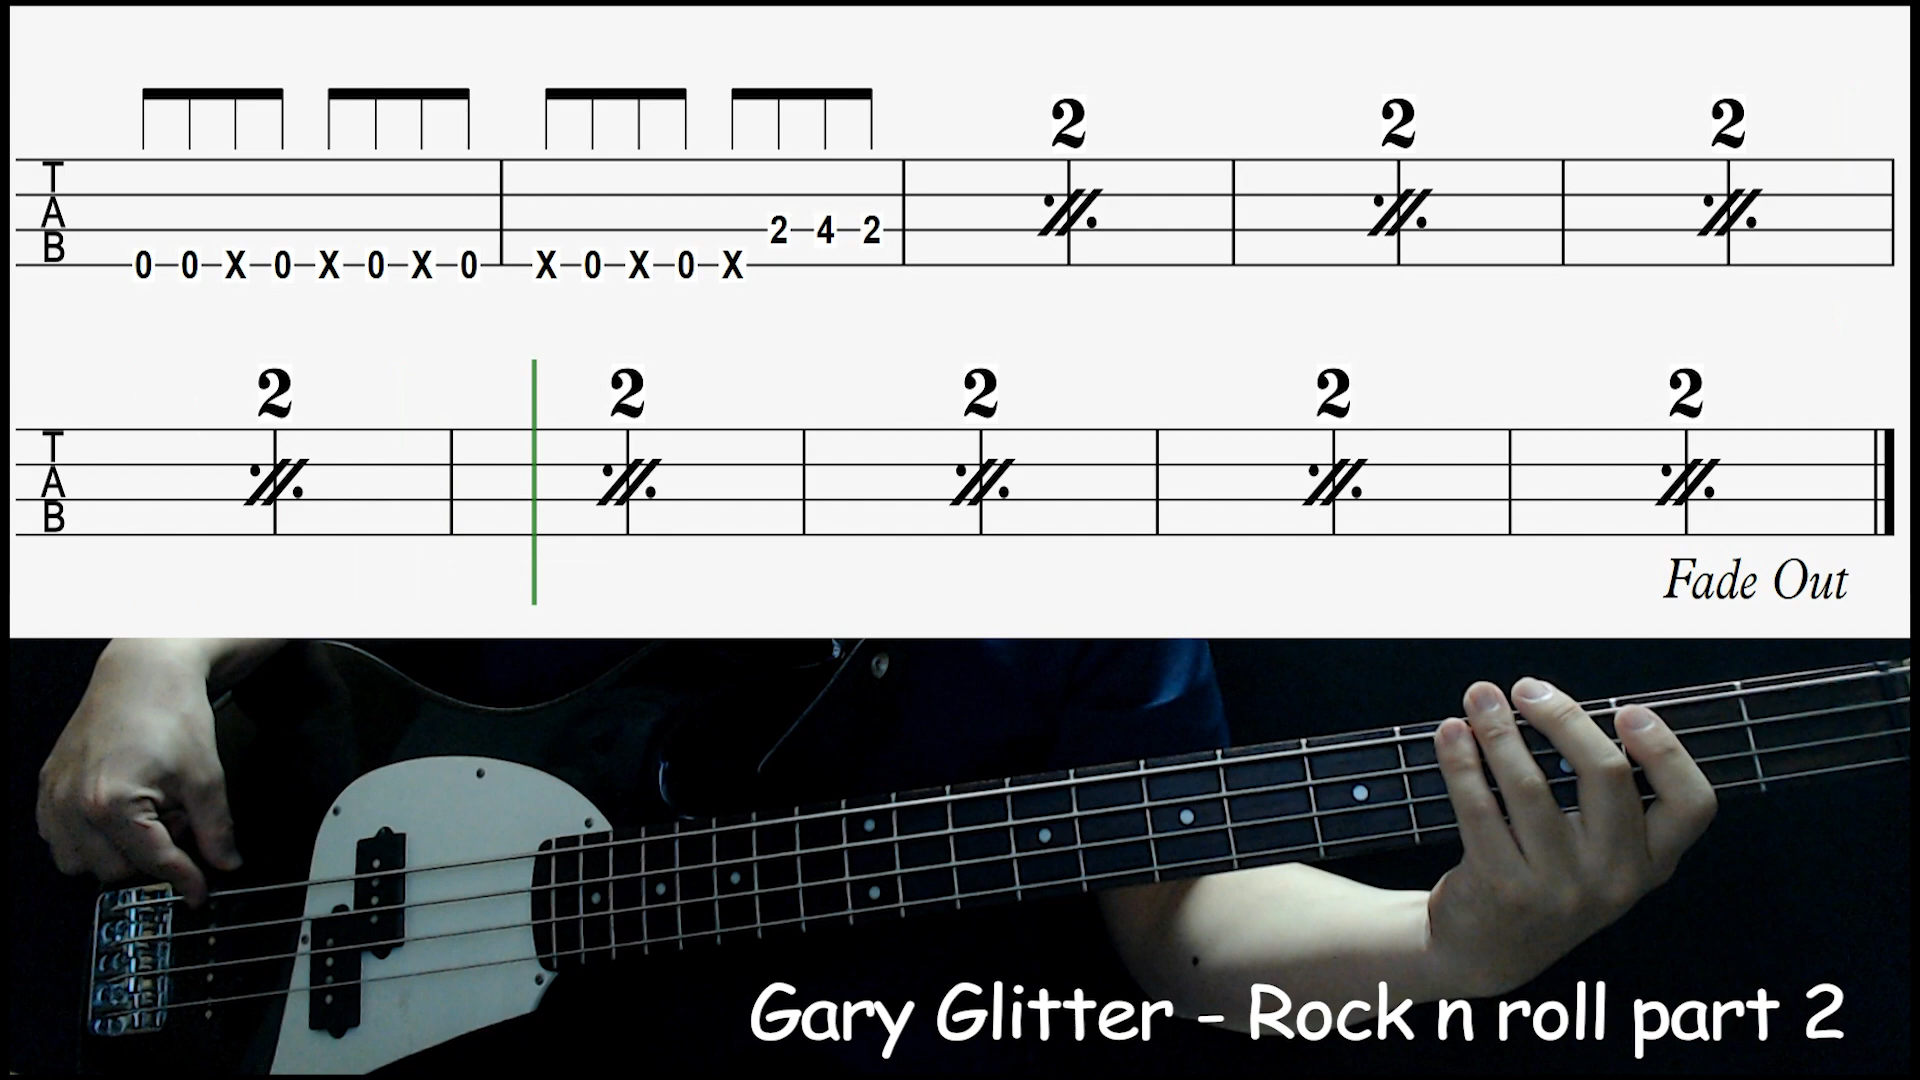 2 2 2
T
A 2 4 2
B 0 0 X 0 X 0 X 0 X 0 X 0 X
2 2 2 2 2
T
A
B
Fade Out
Gary Glitter - Rock n roll part 2